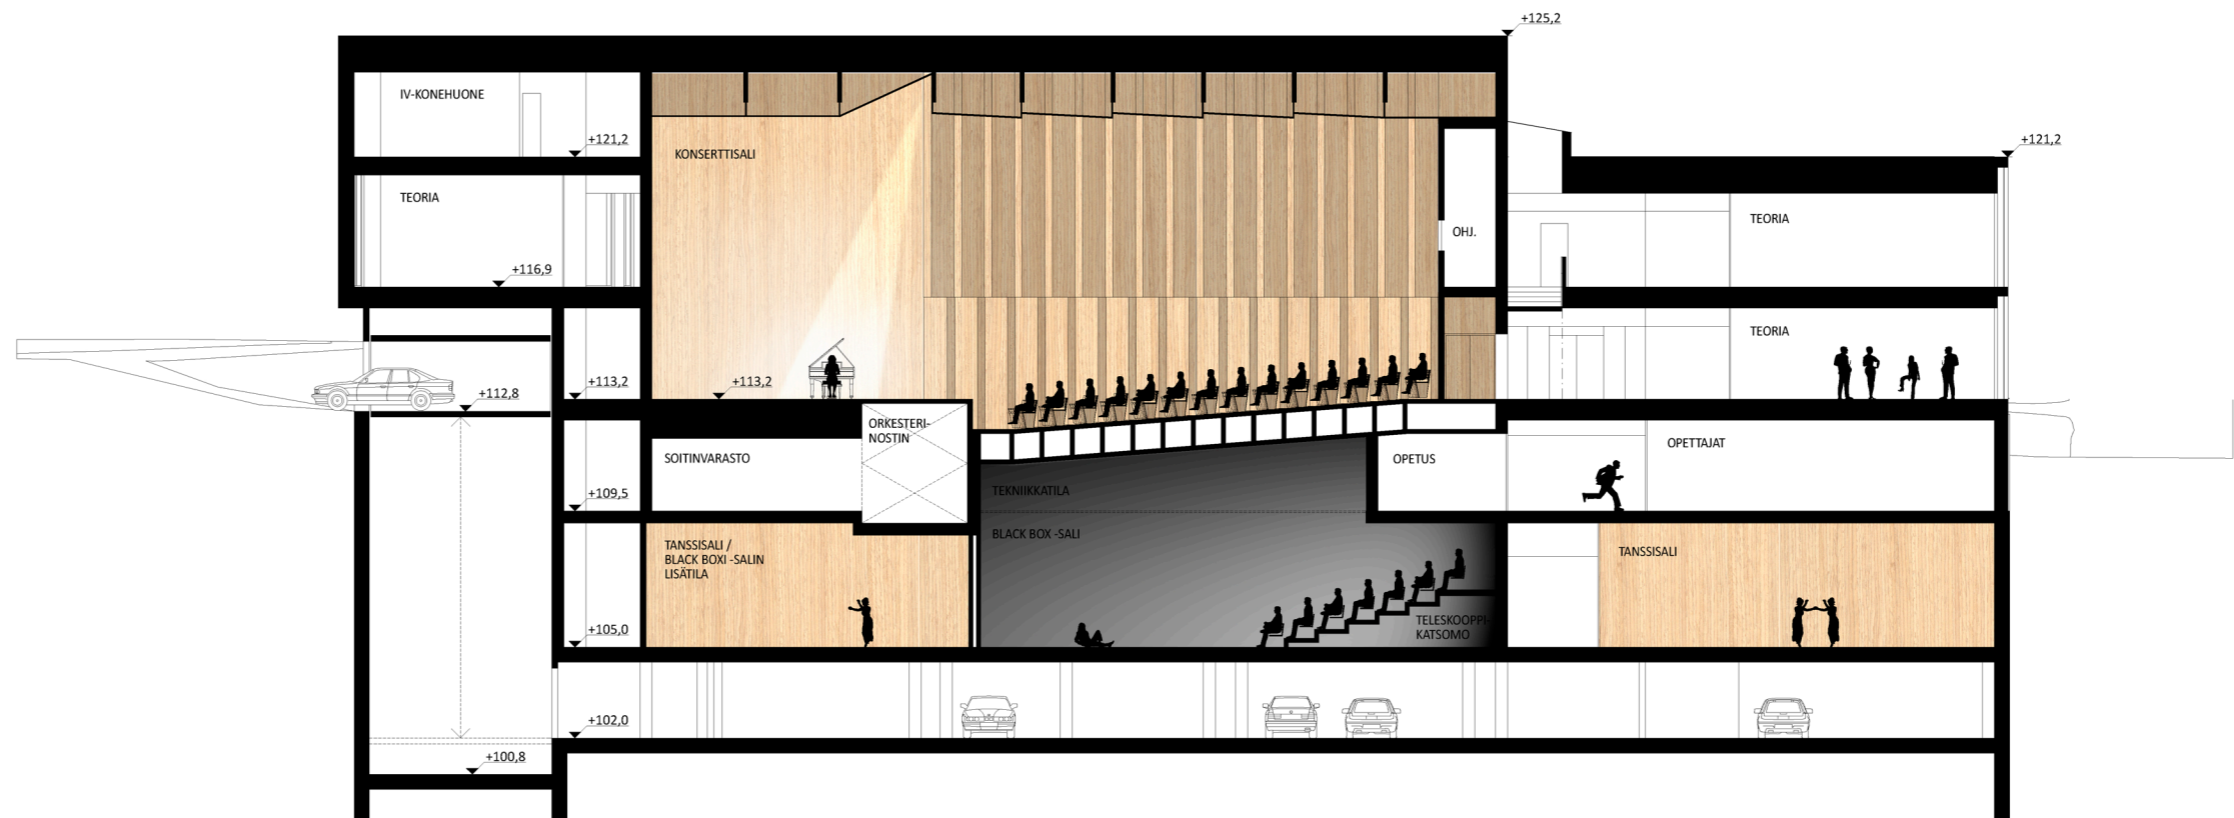 +125,2
IV-KONEHUONE
+121,2
+121,2
KONSERTTISALI
TEORIA
TEORIA
OHJ.
+116,9
TEORIA
+113,2
+113,2
+112,8
ORKESTERI-
NOSTIN
SOITINVARASTO
OPETUS
OPETTAJAT
+109,5
TEKNIIKKATILA
BLACK BOX -SALI
TANSSISALI /
BLACK BOXI -SALIN
LISÄTILA
TANSSISALI
TELESKOOPPI-
KATSOMO
+105,0
+102,0
+100,8